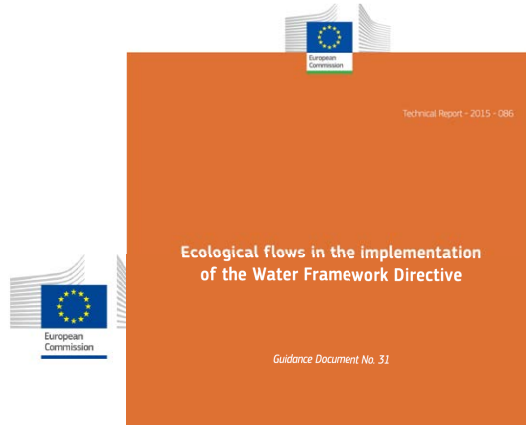 European
Commission
Technical Report - 2015 - 086
Ecological flows in the implementation
of the Water Framework Directive
European
Commission
Guidance Document No. 31